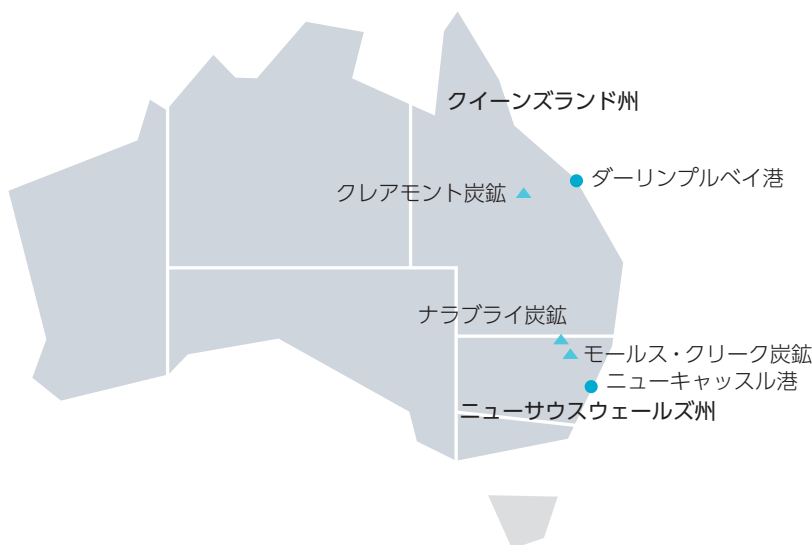 クイーンズランド州
ダーリンプルベイ港
クレアモント炭鉱
ナラブライ炭鉱
モールス・クリーク炭鉱
ニューキャッスル港
ニューサウスウェールズ州